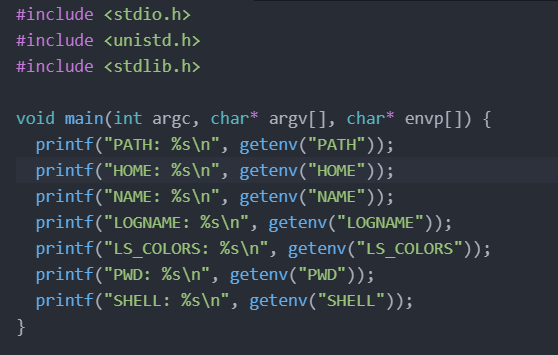 #include <stdio.h>
#include <unistd.h>
#include <stdlib.h>
void main(int argc, char* argv[], char* envp[]) {
  printf("PATH: %s\n", getenv("PATH"));
  printf("HOME: %s\n", getenv("HOME"));
  printf("NAME: %s\n", getenv("NAME"));
  printf("LOGNAME: %s\n", getenv("LOGNAME"));
  printf("LS_COLORS: %s\n", getenv("LS_COLORS"));
  printf("PWD: %s\n", getenv("PWD"));
  printf("SHELL: %s\n", getenv("SHELL"));
}